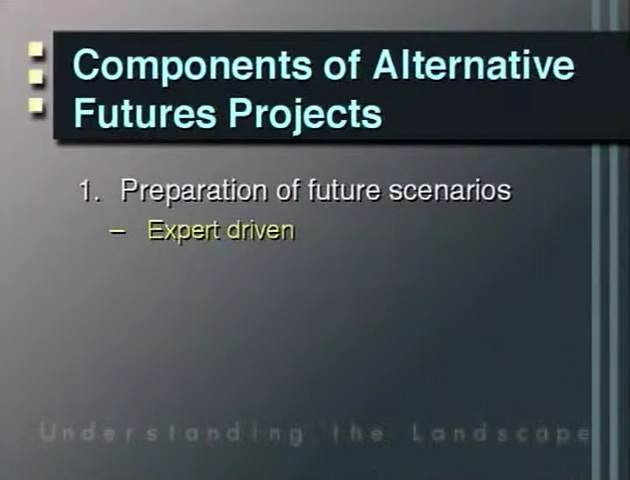 Components of Alternative
Futures Projects
1. Preparation of future scenarios
– Expert driven
Understanding the Landscape